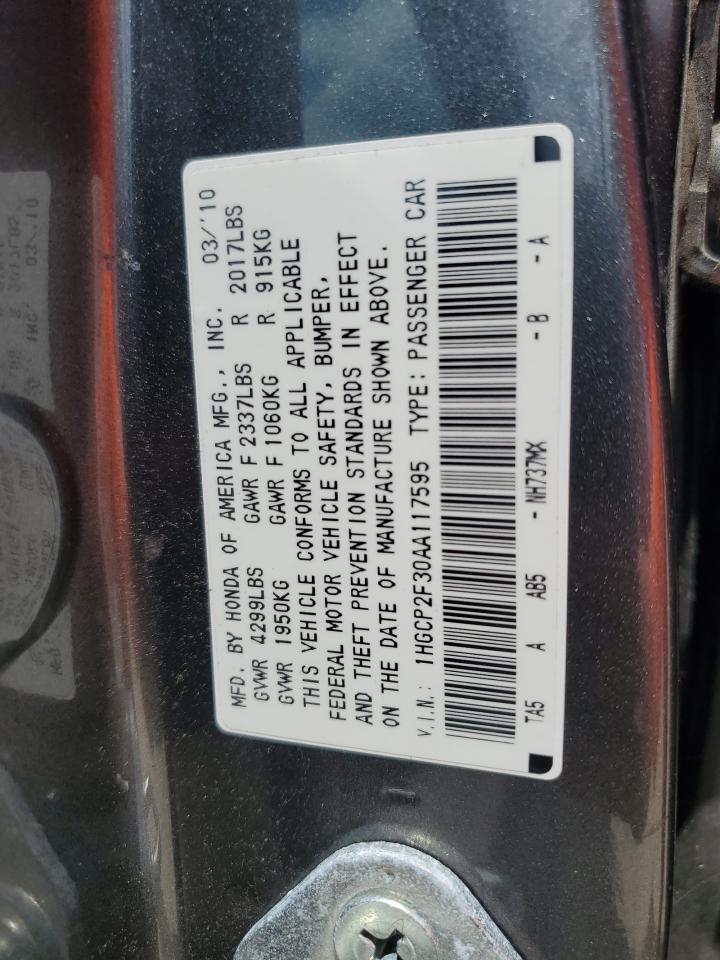 MFD. BY HONDA OF AMERICA MFG., INC. 03/'10
GVWR 4299LBS GAWR F 2337LBS R 2017LBS
GVWR 1950KG GAWR F 1060KG R 915KG
THIS VEHICLE CONFORMS TO ALL APPLICABLE
FEDERAL MOTOR VEHICLE SAFETY, BUMPER,
AND THEFT PREVENTION STANDARDS IN EFFECT
ON THE DATE OF MANUFACTURE SHOWN ABOVE.
V.I.N.: 1HGCP2F30AA117595 TYPE: PASSENGER CAR
TA5 A AB5 - NH737MX - B - A